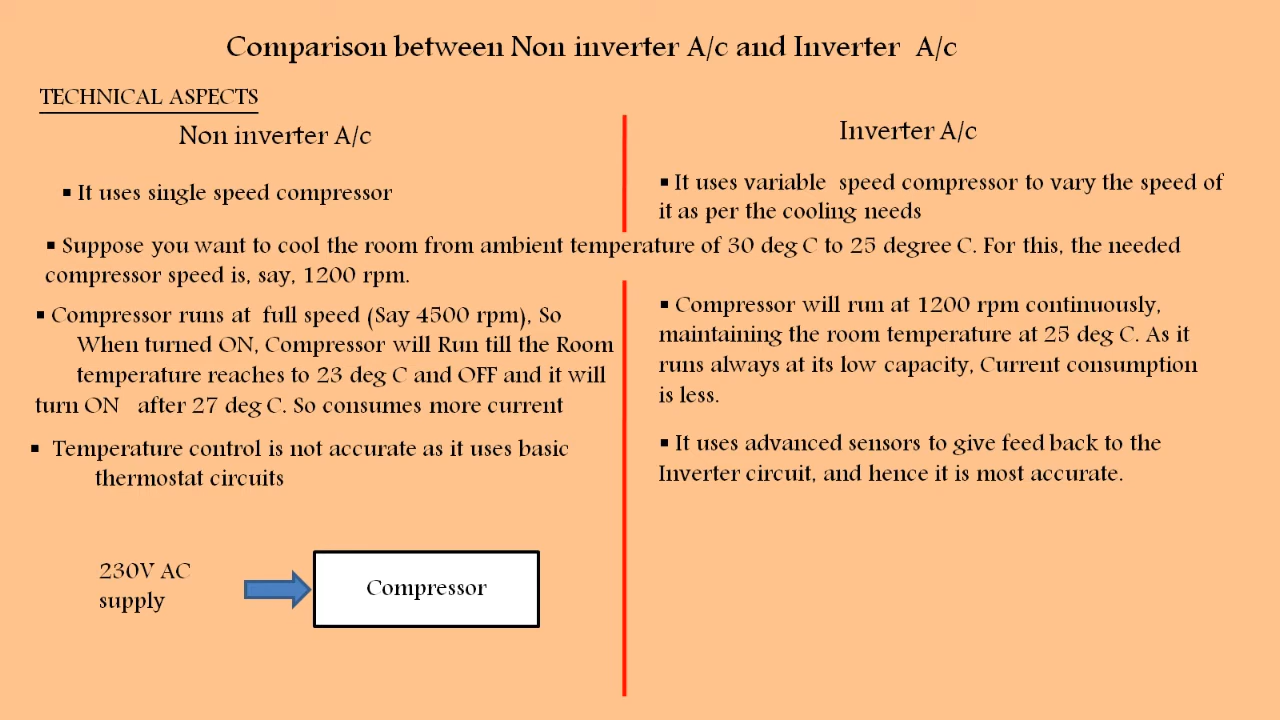 Comparison between Non inverter A/c and Inverter A/c
TECHNICAL ASPECTS
Non inverter A/c
Inverter A/c
▪ It uses single speed compressor
▪ It uses variable speed compressor to vary the speed of
it as per the cooling needs
▪ Suppose you want to cool the room from ambient temperature of 30 deg C to 25 degree C. For this, the needed
compressor speed is, say, 1200 rpm.
▪ Compressor runs at full speed (Say 4500 rpm), So
When turned ON, Compressor will Run till the Room
temperature reaches to 23 deg C and OFF and it will
turn ON after 27 deg C. So consumes more current
▪ Temperature control is not accurate as it uses basic
thermostat circuits
▪ Compressor will run at 1200 rpm continuously,
maintaining the room temperature at 25 deg C. As it
runs always at its low capacity, Current consumption
is less.
▪ It uses advanced sensors to give feed back to the
Inverter circuit, and hence it is most accurate.
230V AC
supply
Compressor